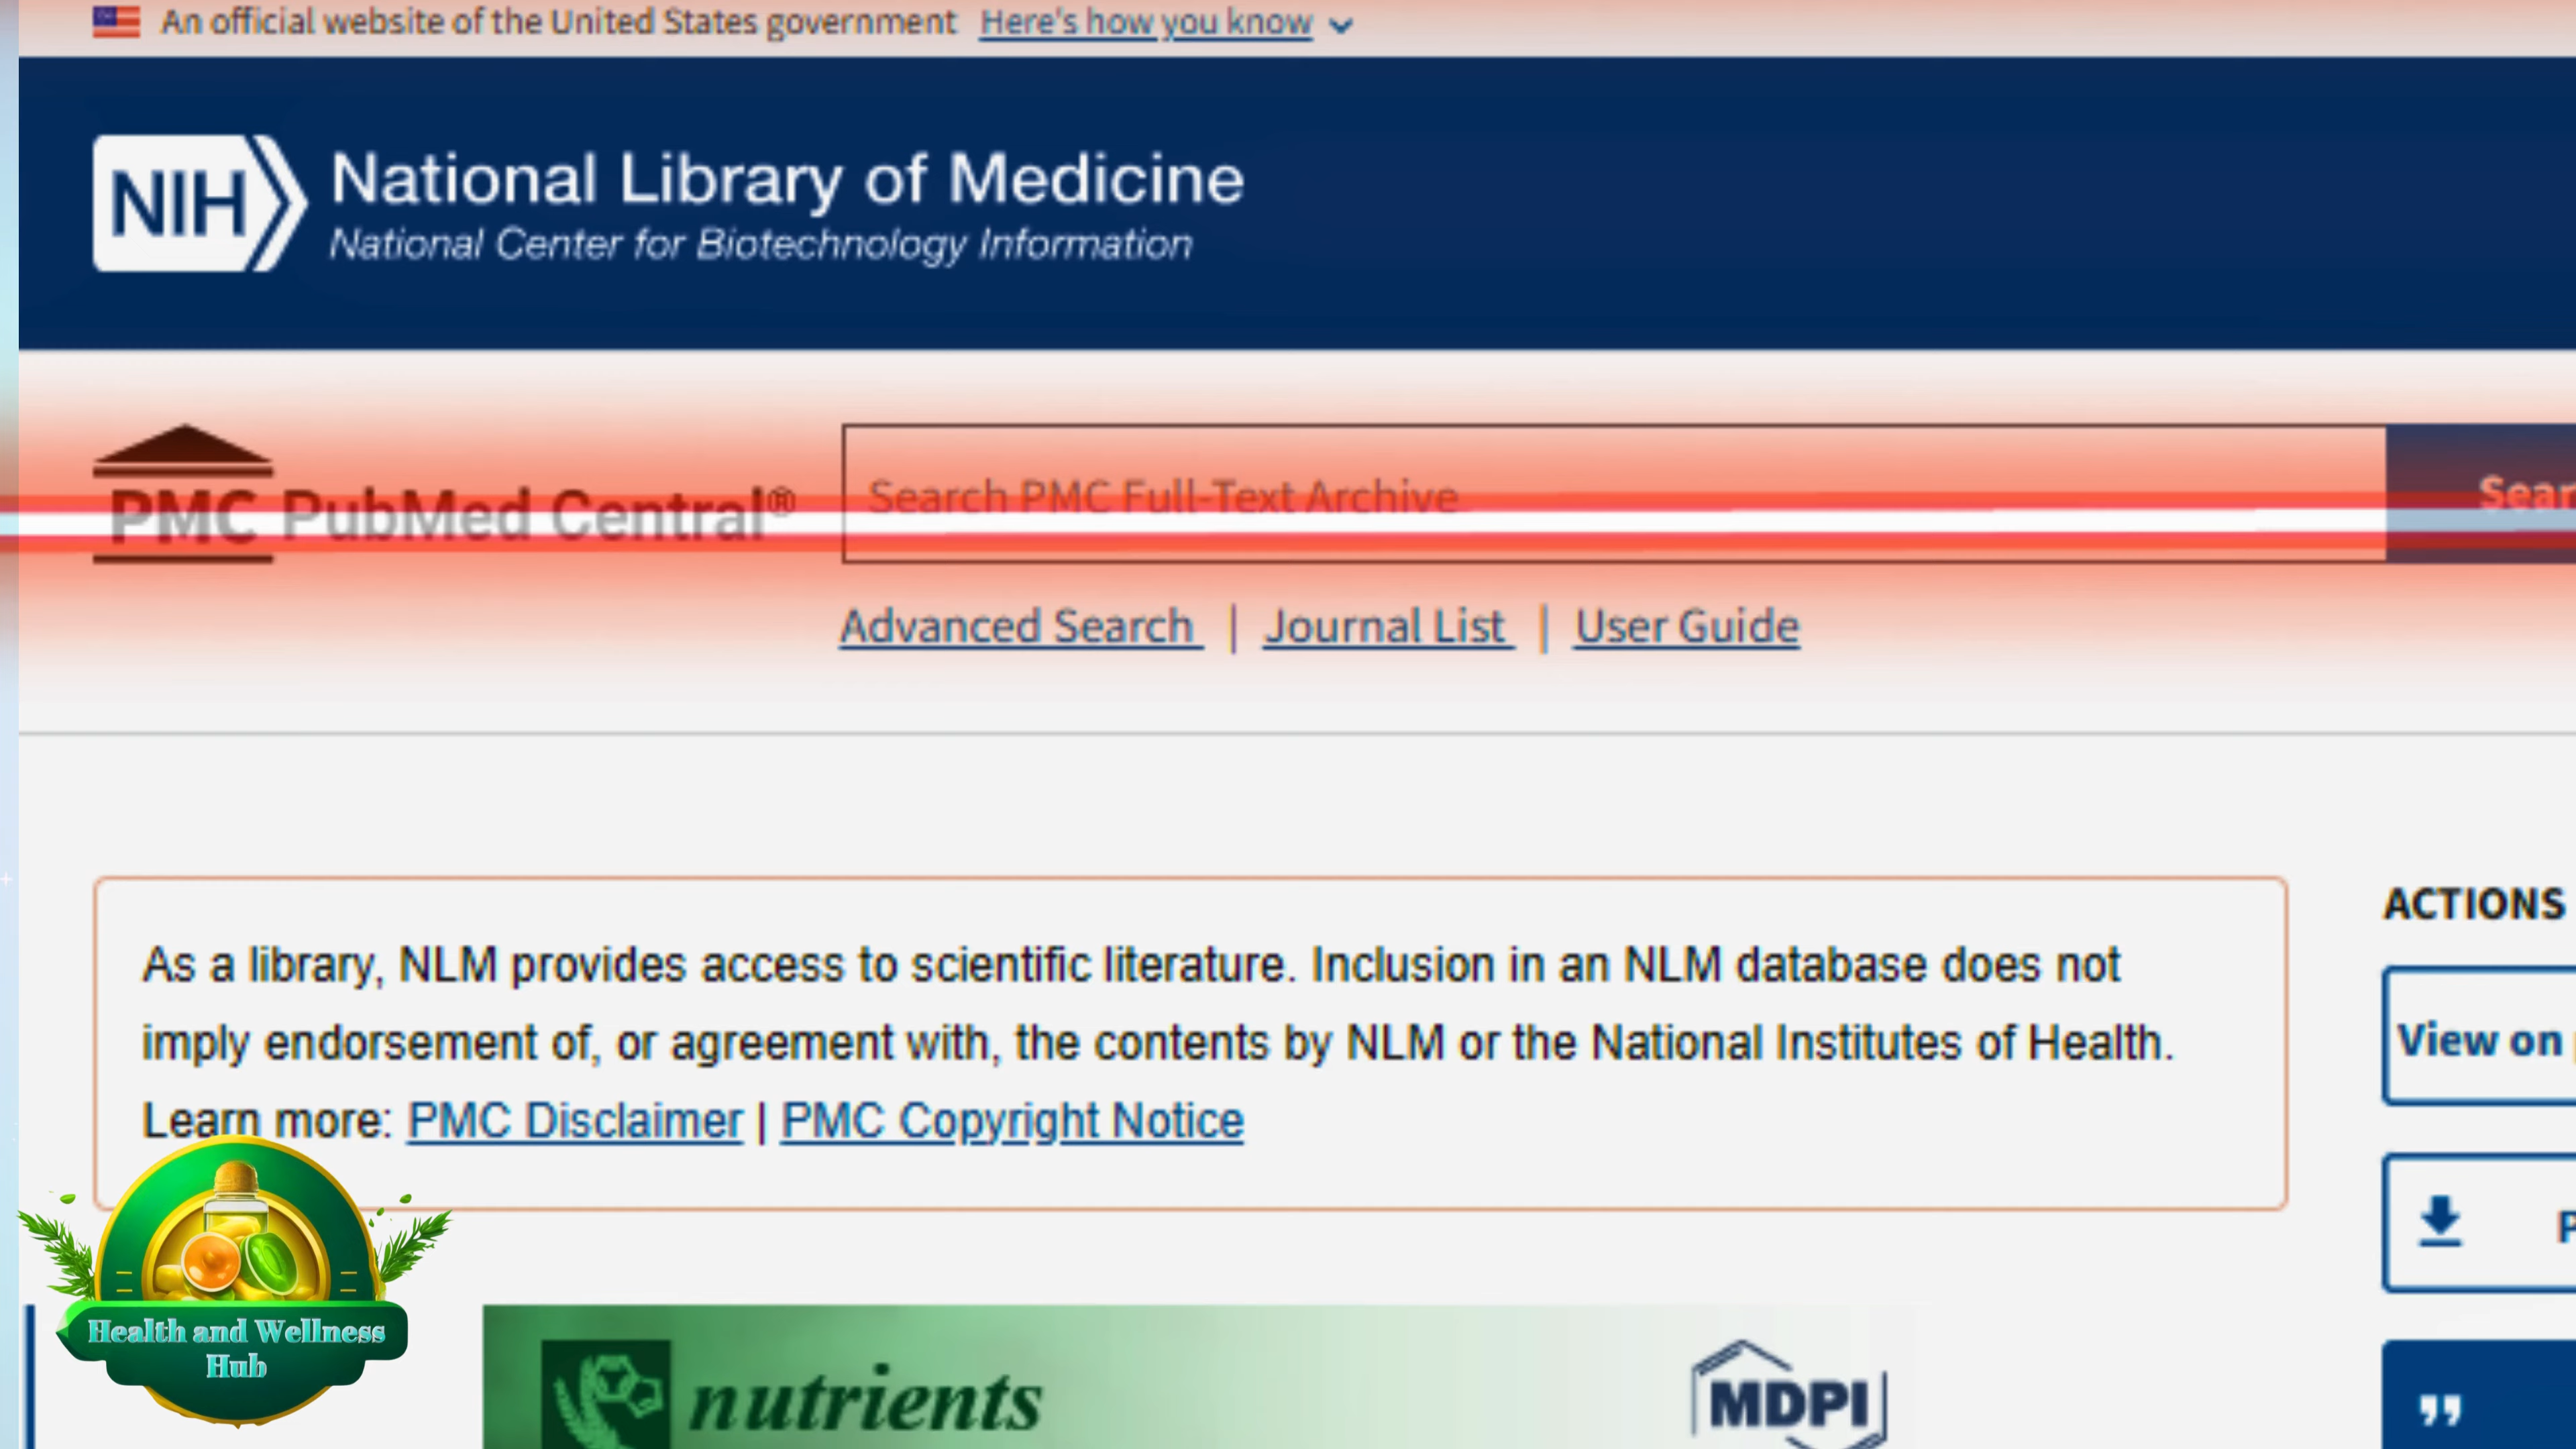 An official website of the United States government Here's how you know
NIH National Library of Medicine
National Center for Biotechnology Information
PMC PubMed Central®
Search PMC Full-Text Archive
Advanced Search | Journal List | User Guide
As a library, NLM provides access to scientific literature. Inclusion in an NLM database does not
imply endorsement of, or agreement with, the contents by NLM or the National Institutes of Health.
Learn more: PMC Disclaimer | PMC Copyright Notice
ACTIONS
View on
Health and Wellness
Hub
nutrients
MDPI